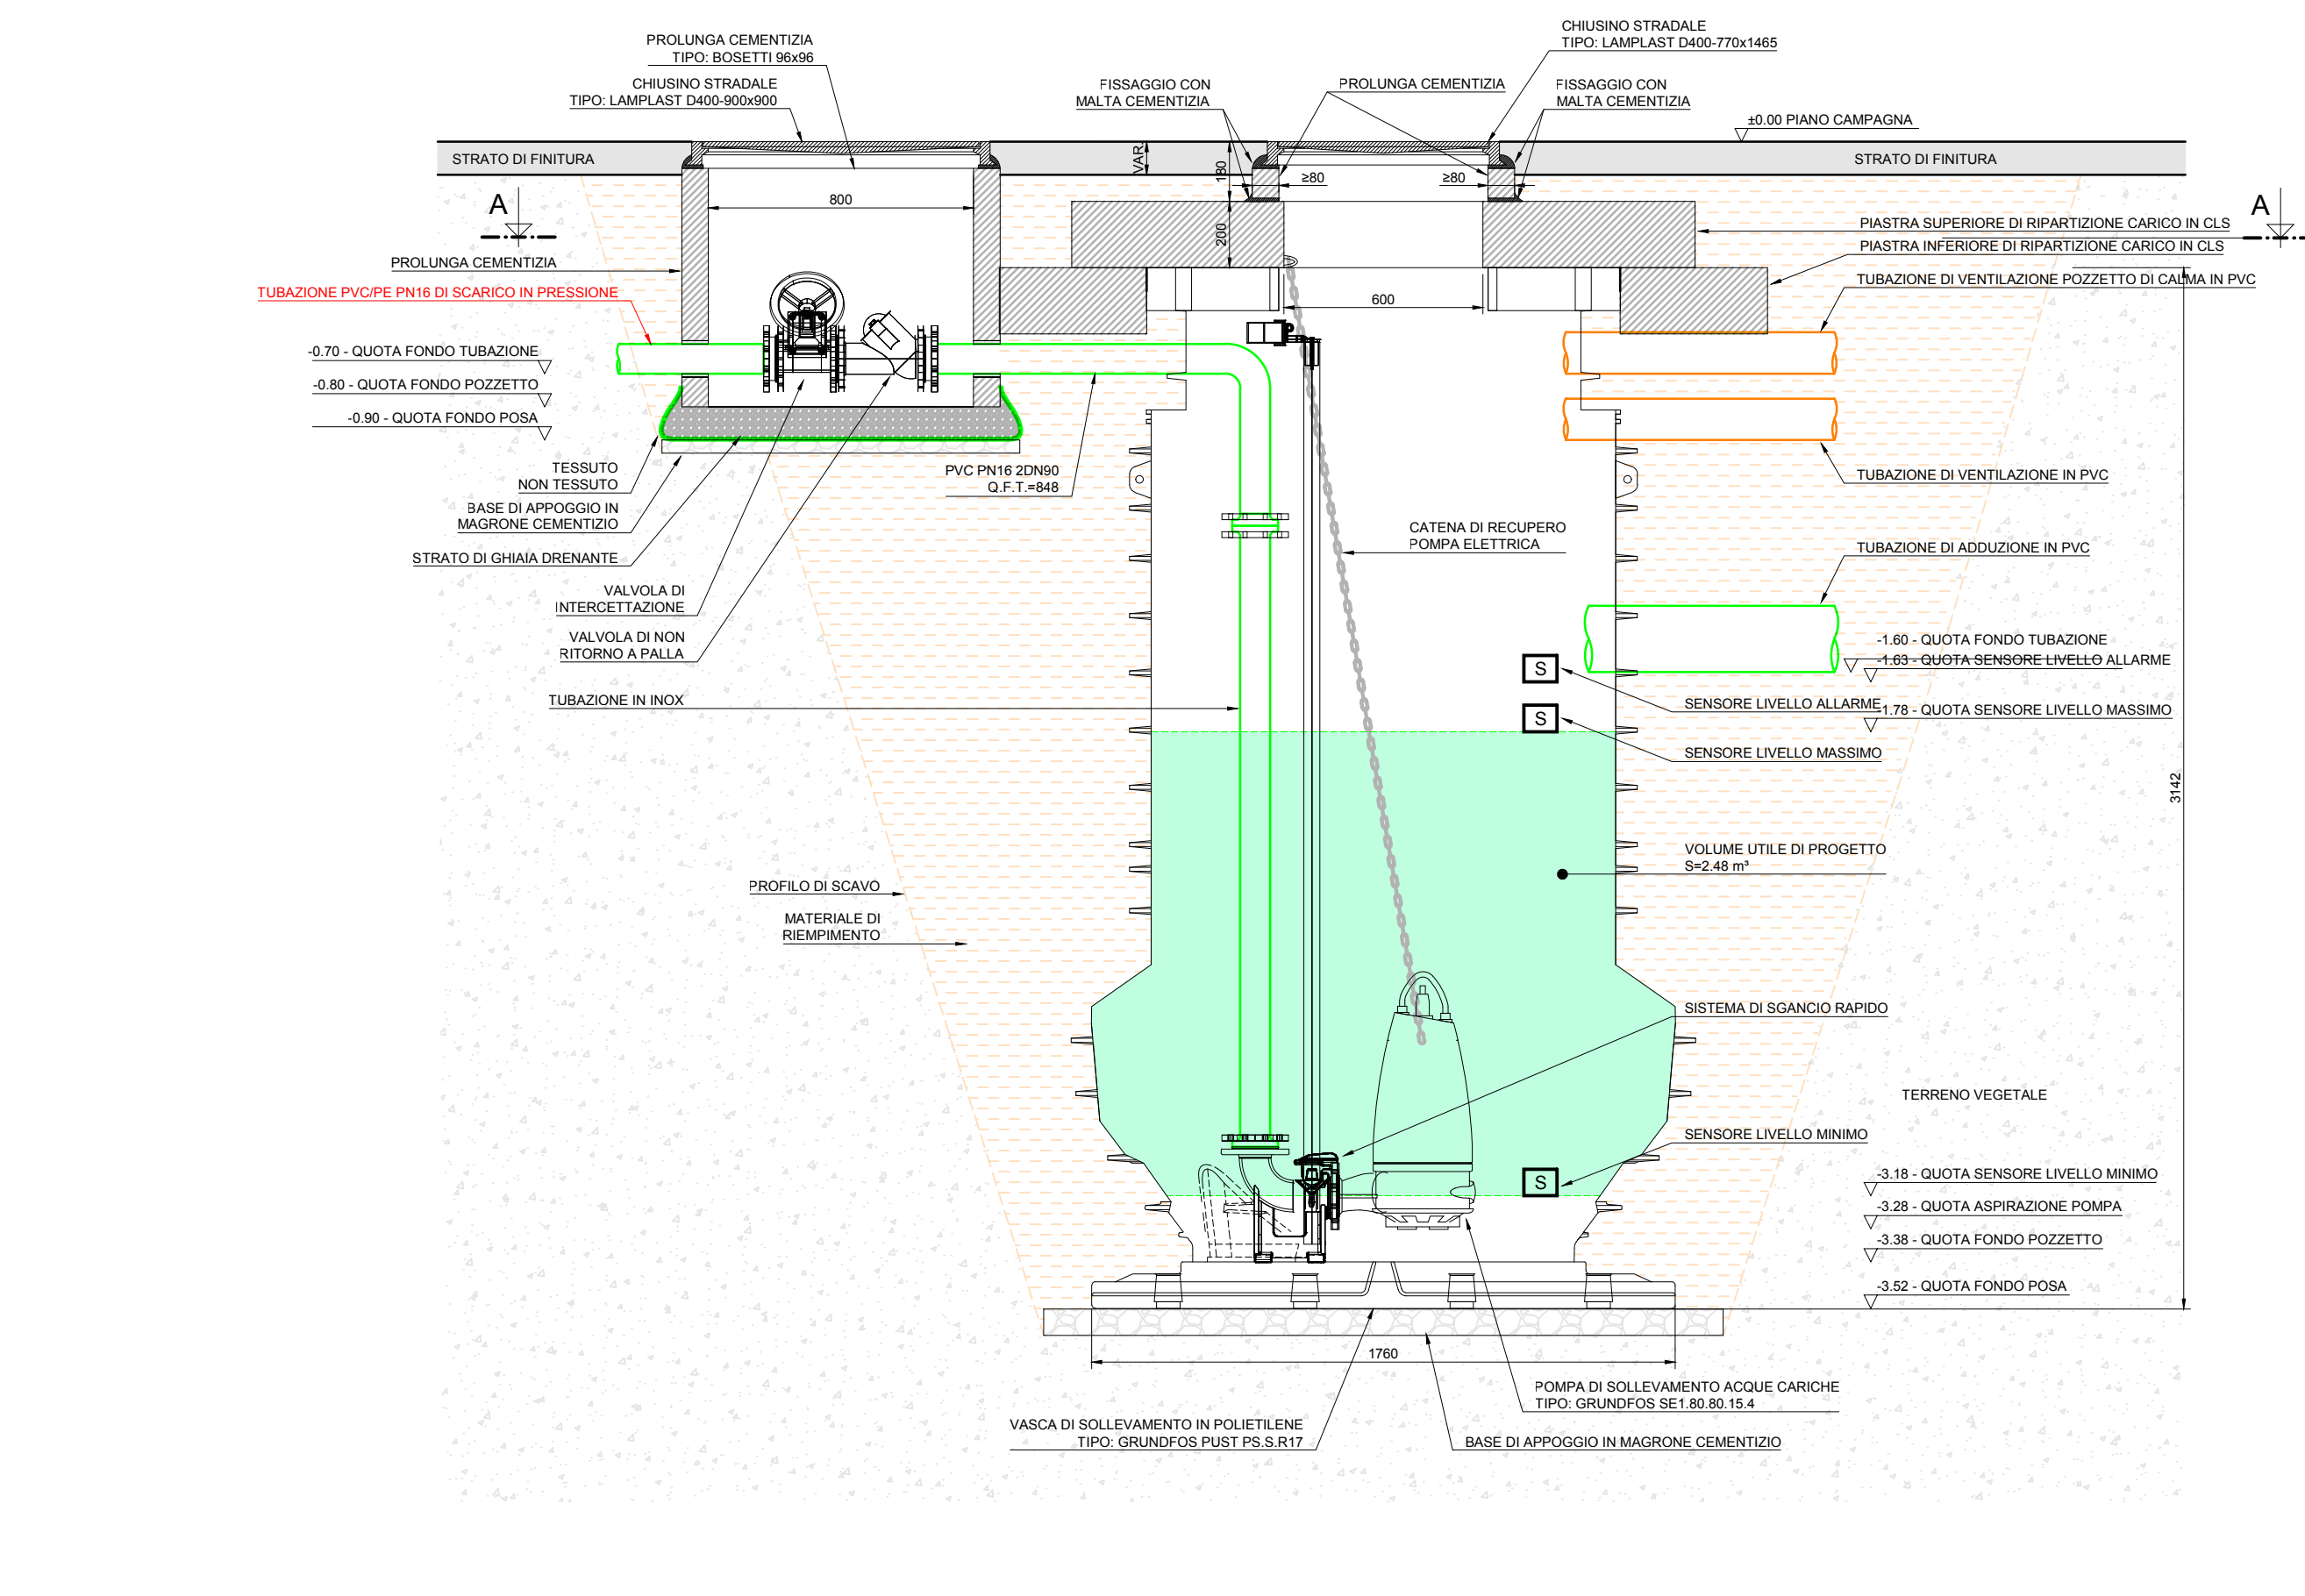 PROLUNGA CEMENTIZIA
TIPO: BOSETTI 96x96
CHIUSINO STRADALE
TIPO: LAMPLAST D400-900x900
FISSAGGIO CON
MALTA CEMENTIZIA
PROLUNGA CEMENTIZIA
CHIUSINO STRADALE
TIPO: LAMPLAST D400-770x1465
FISSAGGIO CON
MALTA CEMENTIZIA
±0.00 PIANO CAMPAGNA
STRATO DI FINITURA
VAR.
180
≥80
≥80
STRATO DI FINITURA
A
800
200
A
PIASTRA SUPERIORE DI RIPARTIZIONE CARICO IN CLS
PIASTRA INFERIORE DI RIPARTIZIONE CARICO IN CLS
PROLUNGA CEMENTIZIA
TUBAZIONE DI VENTILAZIONE POZZETTO DI CALMA IN PVC
TUBAZIONE PVC/PE PN16 DI SCARICO IN PRESSIONE
600
-0.70 - QUOTA FONDO TUBAZIONE
-0.80 - QUOTA FONDO POZZETTO
-0.90 - QUOTA FONDO POSA
TESSUTO
NON TESSUTO
PVC PN16 2DN90
Q.F.T.=848
TUBAZIONE DI VENTILAZIONE IN PVC
BASE DI APPOGGIO IN
MAGRONE CEMENTIZIO
CATENA DI RECUPERO
POMPA ELETTRICA
STRATO DI GHIAIA DRENANTE
TUBAZIONE DI ADDUZIONE IN PVC
VALVOLA DI
INTERCETTAZIONE
VALVOLA DI NON
RITORNO A PALLA
-1.60 - QUOTA FONDO TUBAZIONE
-1.63 - QUOTA SENSORE LIVELLO ALLARME
S
TUBAZIONE IN INOX
SENSORE LIVELLO ALLARME
-1.78 - QUOTA SENSORE LIVELLO MASSIMO
S
SENSORE LIVELLO MASSIMO
3142
VOLUME UTILE DI PROGETTO
S=2.48 m³
PROFILO DI SCAVO
MATERIALE DI
RIEMPIMENTO
SISTEMA DI SGANCIO RAPIDO
TERRENO VEGETALE
SENSORE LIVELLO MINIMO
S
-3.18 - QUOTA SENSORE LIVELLO MINIMO
-3.28 - QUOTA ASPIRAZIONE POMPA
-3.38 - QUOTA FONDO POZZETTO
-3.52 - QUOTA FONDO POSA
1760
POMPA DI SOLLEVAMENTO ACQUE CARICHE
TIPO: GRUNDFOS SE1.80.80.15.4
VASCA DI SOLLEVAMENTO IN POLIETILENE
TIPO: GRUNDFOS PUST PS.S.R17
BASE DI APPOGGIO IN MAGRONE CEMENTIZIO